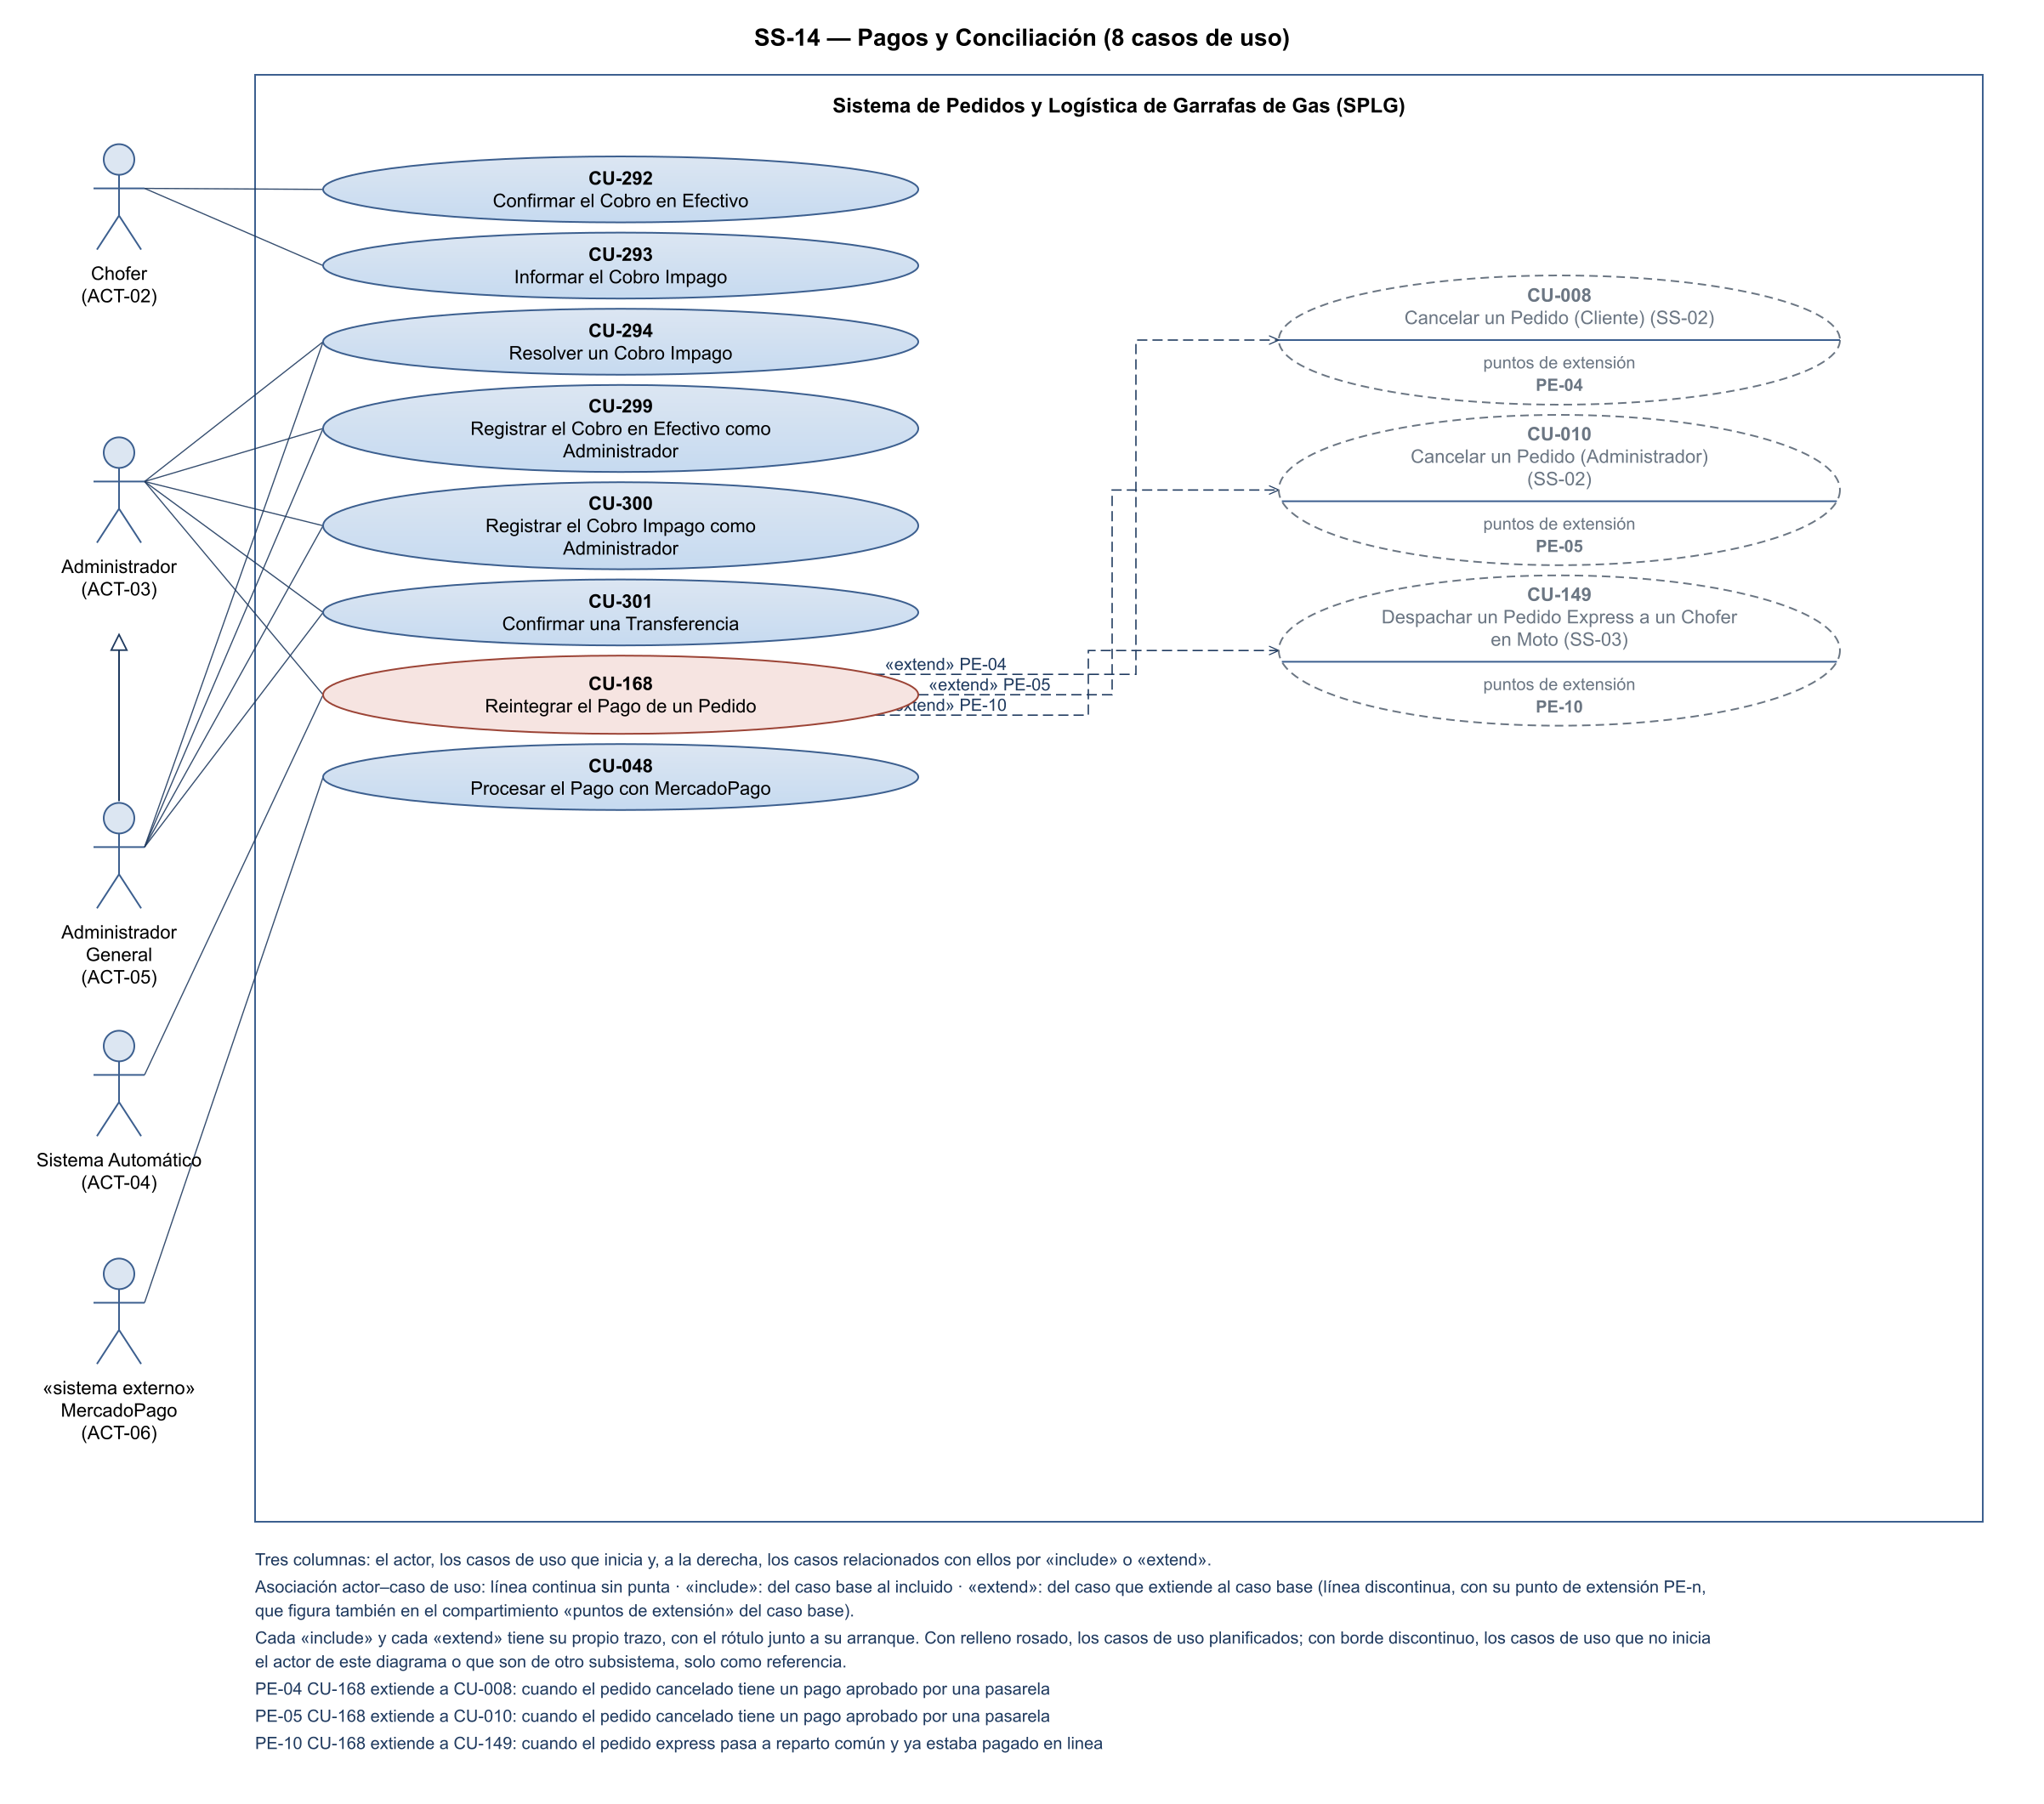 SS-14 — Pagos y Conciliación (8 casos de uso)
Sistema de Pedidos y Logística de Garrafas de Gas (SPLG)
Chofer
(ACT-02)
Administrador
(ACT-03)
Administrador
General
(ACT-05)
Sistema Automático
(ACT-04)
«sistema externo»
MercadoPago
(ACT-06)
CU-292
Confirmar el Cobro en Efectivo
CU-293
Informar el Cobro Impago
CU-294
Resolver un Cobro Impago
CU-299
Registrar el Cobro en Efectivo como
Administrador
CU-300
Registrar el Cobro Impago como
Administrador
CU-301
Confirmar una Transferencia
CU-168
Reintegrar el Pago de un Pedido
CU-048
Procesar el Pago con MercadoPago
«extend» PE-04
«extend» PE-05
extend» PE-10
CU-008
Cancelar un Pedido (Cliente) (SS-02)
puntos de extensión
PE-04
CU-010
Cancelar un Pedido (Administrador)
(SS-02)
puntos de extensión
PE-05
CU-149
Despachar un Pedido Express a un Chofer
en Moto (SS-03)
puntos de extensión
PE-10
Tres columnas: el actor, los casos de uso que inicia y, a la derecha, los casos relacionados con ellos por «include» o «extend».
Asociación actor–caso de uso: línea continua sin punta · «include»: del caso base al incluido · «extend»: del caso que extiende al caso base (línea discontinua, con su punto de extensión PE-n,
que figura también en el compartimiento «puntos de extensión» del caso base).
Cada «include» y cada «extend» tiene su propio trazo, con el rótulo junto a su arranque. Con relleno rosado, los casos de uso planificados; con borde discontinuo, los casos de uso que no inicia
el actor de este diagrama o que son de otro subsistema, solo como referencia.
PE-04 CU-168 extiende a CU-008: cuando el pedido cancelado tiene un pago aprobado por una pasarela
PE-05 CU-168 extiende a CU-010: cuando el pedido cancelado tiene un pago aprobado por una pasarela
PE-10 CU-168 extiende a CU-149: cuando el pedido express pasa a reparto común y ya estaba pagado en linea